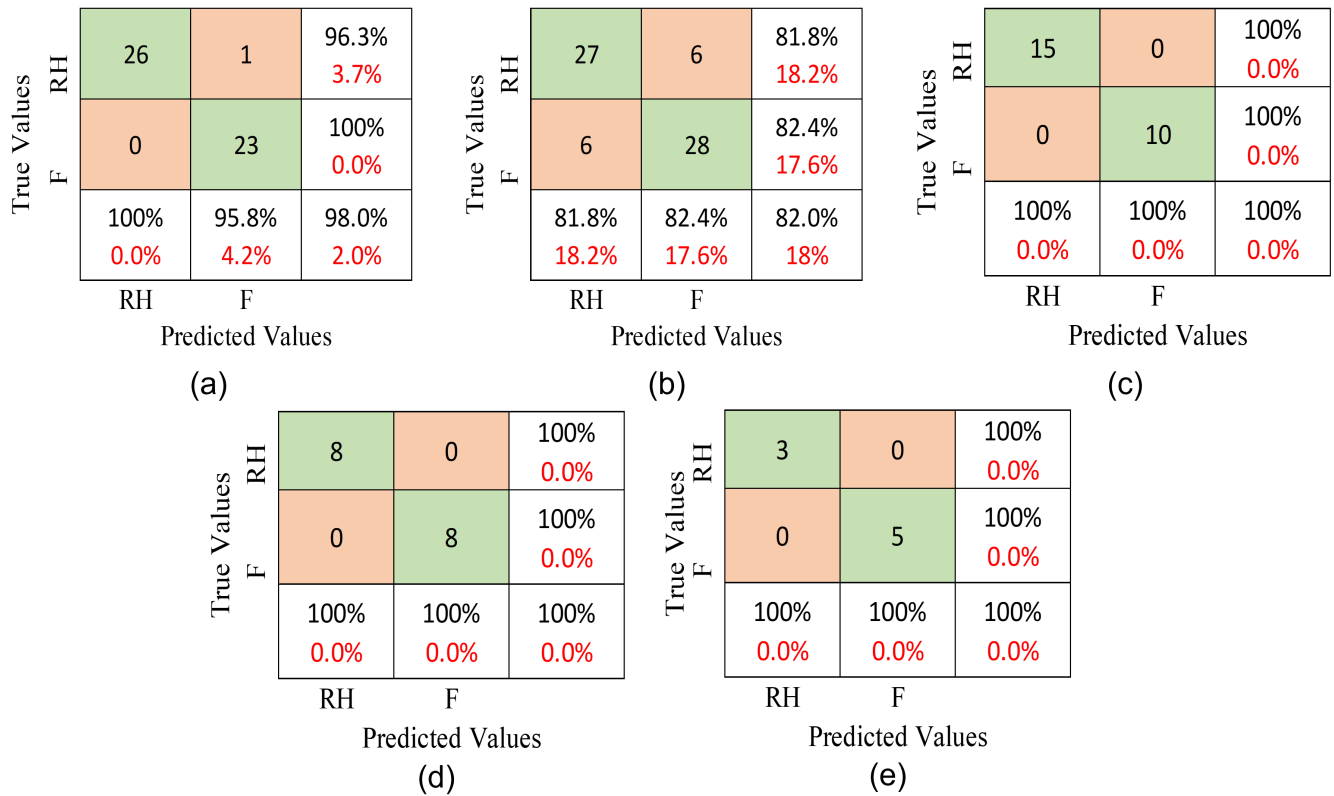 True Values
RH
26
1
96.3%
3.7%
F
0
23
100%
0.0%
100%
0.0%
95.8%
4.2%
98.0%
2.0%
RH
F
Predicted Values
(a)
True Values
RH
27
6
81.8%
18.2%
F
6
28
82.4%
17.6%
81.8%
18.2%
82.4%
17.6%
82.0%
18%
RH
F
Predicted Values
(b)
True Values
RH
15
0
100%
0.0%
F
0
10
100%
0.0%
100%
0.0%
100%
0.0%
100%
0.0%
RH
F
Predicted Values
(c)
True Values
RH
8
0
100%
0.0%
F
0
8
100%
0.0%
100%
0.0%
100%
0.0%
100%
0.0%
RH
F
Predicted Values
(d)
True Values
RH
3
0
100%
0.0%
F
0
5
100%
0.0%
100%
0.0%
100%
0.0%
100%
0.0%
RH
F
Predicted Values
(e)